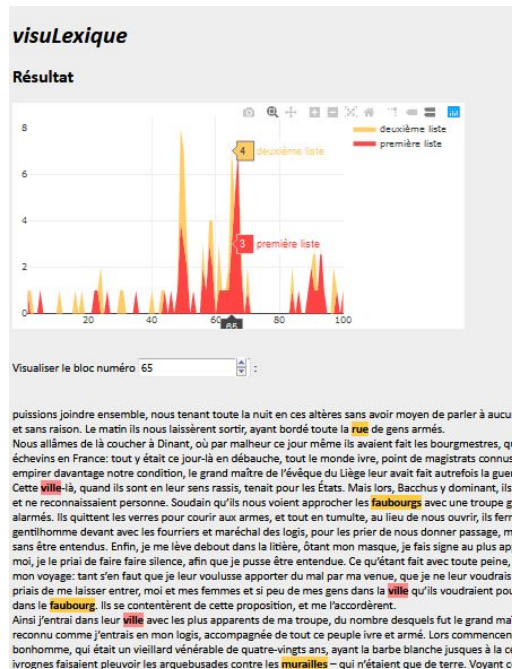 visuLexique
Résultat
8
6
4
2
0
20
40
60
80
100
65
4
deuxième liste
3
première liste
deuxième liste
première liste
Visualiser le bloc numéro 65 :
puissions joindre ensemble, nous tenant toute la nuit en ces altères sans avoir moyen de parler à aucu
et sans raison. Le matin ils nous laissèrent sortir, ayant bordé toute la rue de gens armés.
Nous allâmes de là coucher à Dinant, où par malheur ce jour même ils avaient fait les bourgmestres, qu
échevins en France: tout y était ce jour-là en débauche, tout le monde ivre, point de magistrats connus
empirer davantage notre condition, le grand maître de l'évêque du Liège leur avait fait autrefois la guer
Cette ville-là, quand ils sont en leur sens rassis, tenait pour les États. Mais lors, Bacchus y dominant, ils
et ne reconnaissaient personne. Soudain qu'ils nous voient approcher les faubourgs avec une troupe g
alarmés. Ils quittent les verres pour courir aux armes, et tout en tumulte, au lieu de nous ouvrir, ils ferm
gentilhomme devant avec les fourriers et maréchal des logis, pour les prier de nous donner passage, m
sans être entendus. Enfin, je me lève debout dans la litière, ôtant mon masque, je fais signe au plus app
moi, je le priai de faire faire silence, afin que je pusse être entendue. Ce qu'étant fait avec toute peine,
mon voyage: tant s'en faut que je leur voulusse apporter du mal par ma venue, que je ne leur voudrais
priais de me laisser entrer, moi et mes femmes et si peu de mes gens dans la ville qu'ils voudraient pou
dans le faubourg. Ils se contentèrent de cette proposition, et me l'accordèrent.
Ainsi j'entrai dans leur ville avec les plus apparents de ma troupe, du nombre desquels fut le grand maî
reconnu comme j'entrais en mon logis, accompagnée de tout ce peuple ivre et armé. Lors commencen
bonhomme, qui était un vieillard vénérable de quatre-vingts ans, ayant la barbe blanche jusques à la ce
ivrognes faisaient pleuvoir les arquebusades contre les murailles – qui n'étaient que de terre. Voyant c